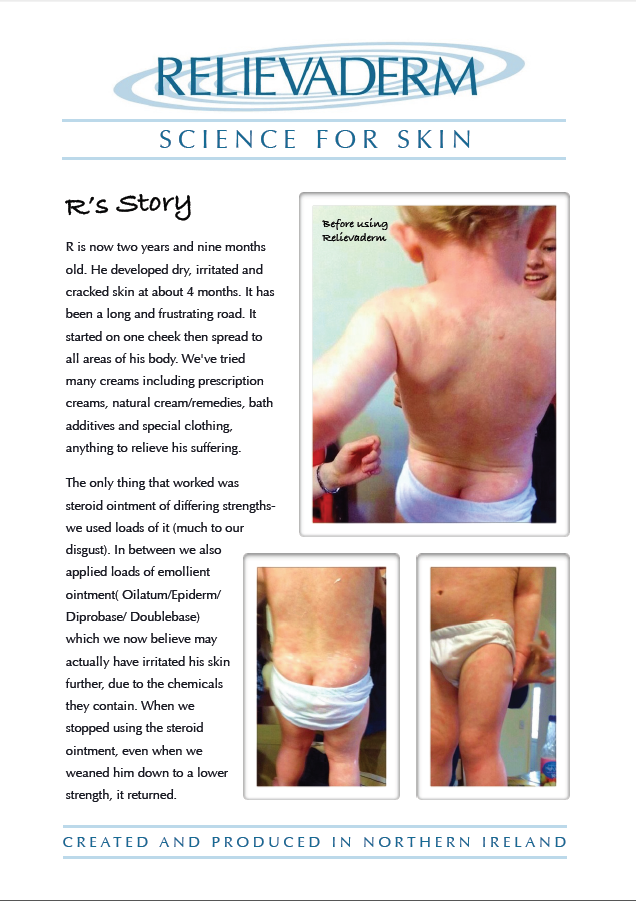 RELIEVADERM
SCIENCE FOR SKIN
R's Story
R is now two years and nine months
old. He developed dry, irritated and
cracked skin at about 4 months. It has
been a long and frustrating road. It
started on one cheek then spread to
all areas of his body. We've tried
many creams including prescription
creams, natural cream/remedies, bath
additives and special clothing,
anything to relieve his suffering.
The only thing that worked was
steroid ointment of differing strengths-
we used loads of it (much to our
disgust). In between we also
applied loads of emollient
ointment( Oilatum/Epiderm/
Diprobase/ Doublebase)
which we now believe may
actually have irritated his skin
further, due to the chemicals
they contain. When we
stopped using the steroid
ointment, even when we
weaned him down to a lower
strength, it returned.
Before using
Relievaderm
CREATED AND PRODUCED IN NORTHERN IRELAND